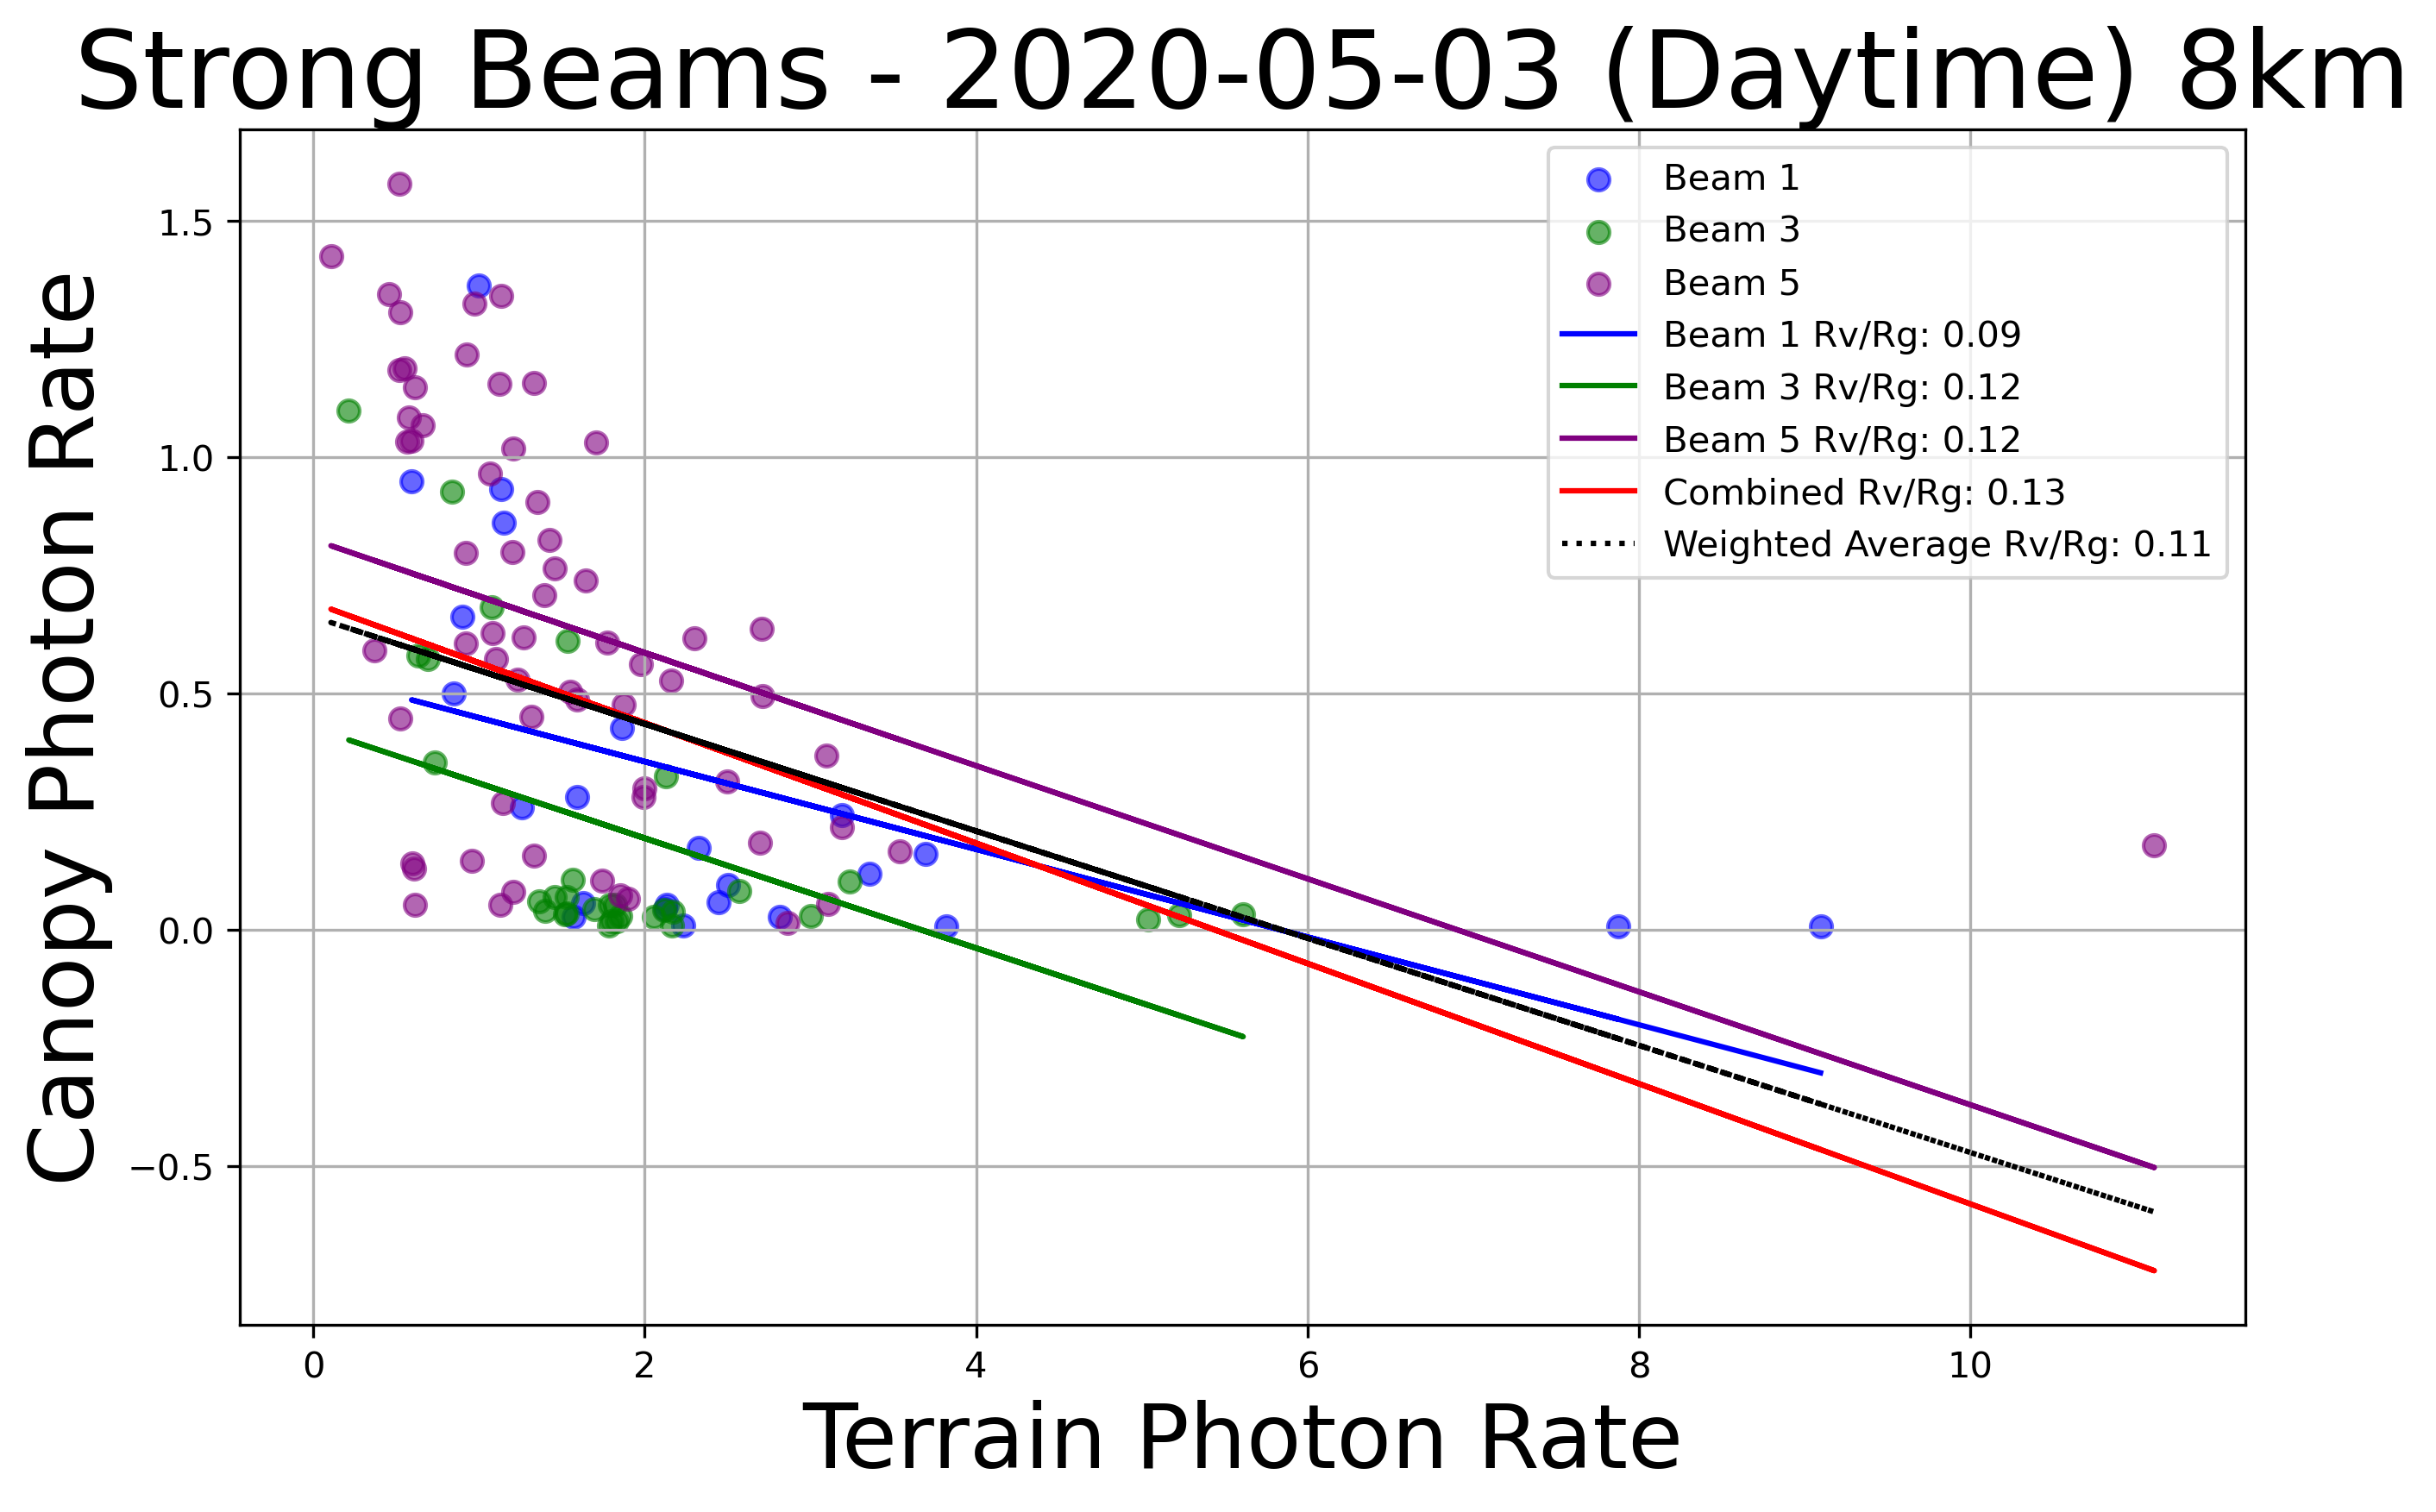 Strong Beams - 2020-05-03 (Daytime) 8km
Canopy Photon Rate
1.5
1.0
0.5
0.0
−0.5
Beam 1
Beam 3
Beam 5
Beam 1 Rv/Rg: 0.09
Beam 3 Rv/Rg: 0.12
Beam 5 Rv/Rg: 0.12
Combined Rv/Rg: 0.13
Weighted Average Rv/Rg: 0.11
0 2 4 6 8 10
Terrain Photon Rate